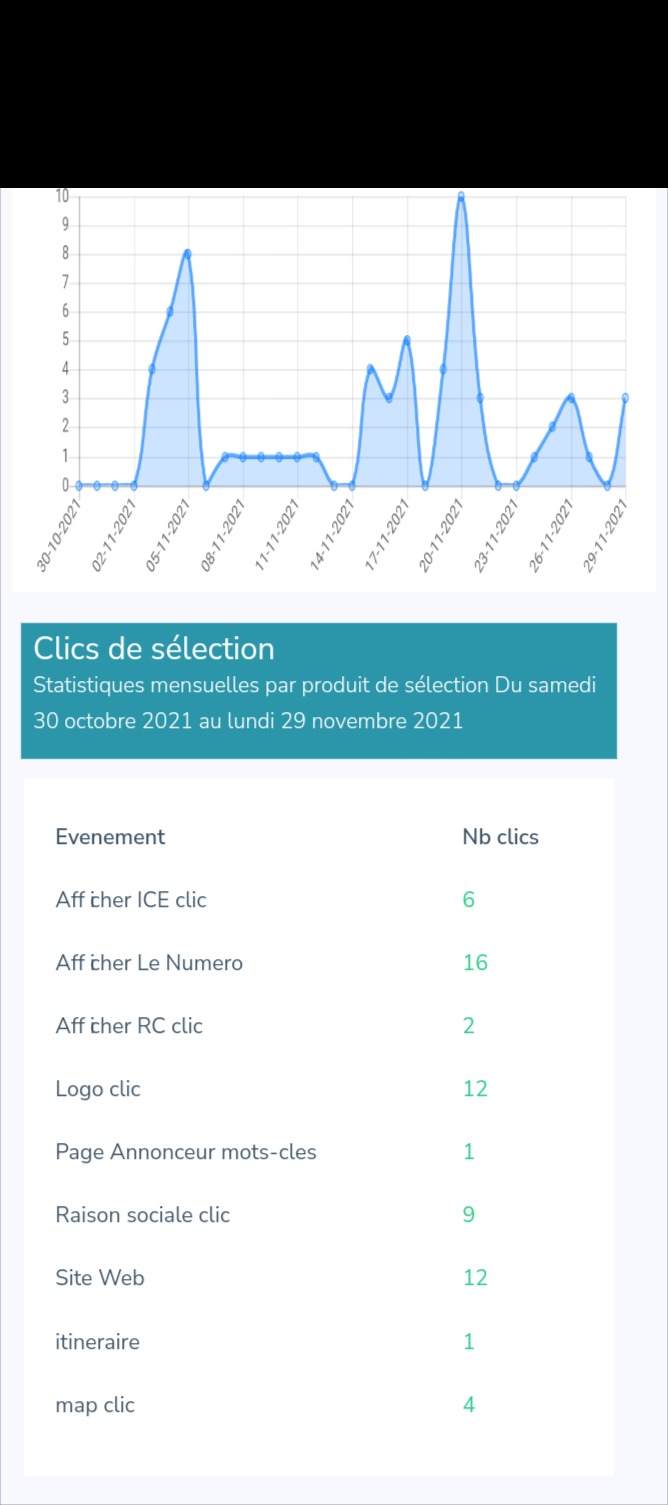 10
9
8
7
6
5
4
3
2
1
0
30-10-2021 02-11-2021 05-11-2021 08-11-2021 11-11-2021 14-11-2021 17-11-2021 20-11-2021 23-11-2021 26-11-2021 29-11-2021
Clics de sélection
Statistiques mensuelles par produit de sélection Du samedi
30 octobre 2021 au lundi 29 novembre 2021
Evenement Nb clics
Afficher ICE clic 6
Afficher Le Numero 16
Afficher RC clic 2
Logo clic 12
Page Annonceur mots-cles 1
Raison sociale clic 9
Site Web 12
itineraire 1
map clic 4